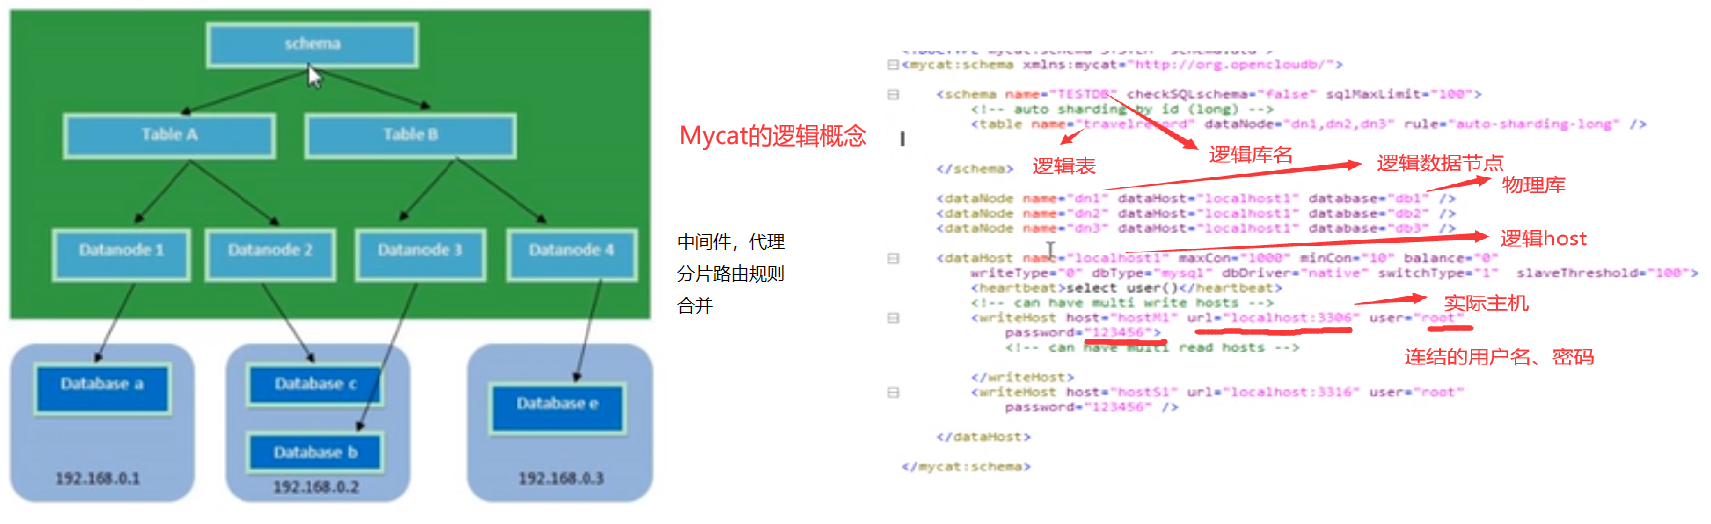 schema
Table A
Table B
Datanode 1
Datanode 2
Datanode 3
Datanode 4
Database a
Database c
Database b
Database e
192.168.0.1
192.168.0.2
192.168.0.3
Mycat的逻辑概念
中间件，代理
分片路由规则
合并
<mycat:schema xmlns:mycat="http://org.opencloudb/">
<schema name="TESTDB" checkSQLschema="false" sqlMaxLimit="100">
<!-- auto sharding by id (long) -->
<table name="travelrecord" dataNode="dn1,dn2,dn3" rule="auto-sharding-long" />
逻辑表
逻辑库名
逻辑数据节点
</schema>
物理库
<dataNode name="dn1" dataHost="localhost1" database="db1" />
<dataNode name="dn2" dataHost="localhost1" database="db2" />
<dataNode name="dn3" dataHost="localhost1" database="db3" />
逻辑host
<dataHost name="localhost1" maxCon="1000" minCon="10" balance="0"
writeType="0" dbType="mysql" dbDriver="native" switchType="1" slaveThreshold="100">
<heartbeat>select user()</heartbeat>
<!-- can have multi write hosts -->
实际主机
<writeHost host="hostM1" url="localhost:3306" user="root"
password="123456">
<!-- can have multi read hosts -->
连结的用户名、密码
</writeHost>
<writeHost host="hostS1" url="localhost:3316" user="root"
password="123456" />
</dataHost>
</mycat:schema>